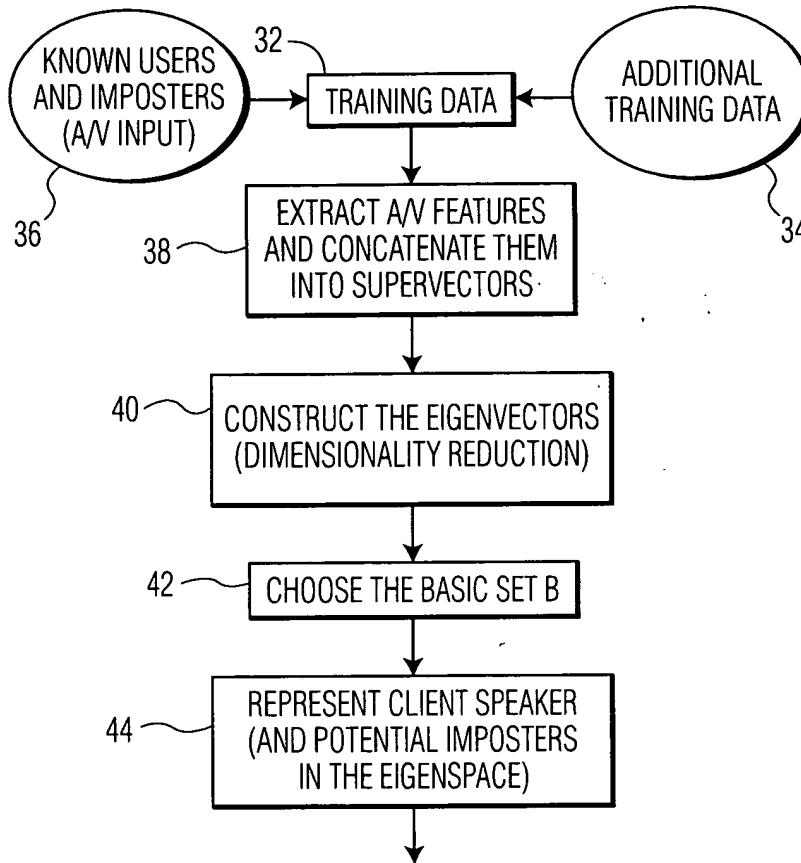 KNOWN USERS
AND IMPOSTERS
(A/V INPUT)
36
32
TRAINING DATA
ADDITIONAL
TRAINING DATA
34
38
EXTRACT A/V FEATURES
AND CONCATENATE THEM
INTO SUPERVECTORS
40
CONSTRUCT THE EIGENVECTORS
(DIMENSIONALITY REDUCTION)
42
CHOOSE THE BASIC SET B
44
REPRESENT CLIENT SPEAKER
(AND POTENTIAL IMPOSTERS
IN THE EIGENSPACE)